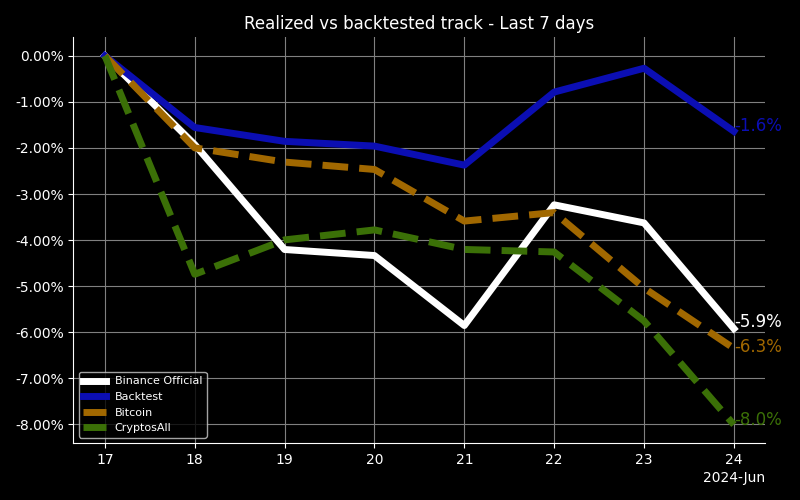 Realized vs backtested track - Last 7 days
0.00%
-1.00%
-2.00%
-3.00%
-4.00%
-5.00%
-6.00%
-7.00%
-8.00%
-1.6%
-5.9%
-6.3%
-8.0%
Binance Official
Backtest
Bitcoin
CryptosAll
17 18 19 20 21 22 23 24
2024-Jun